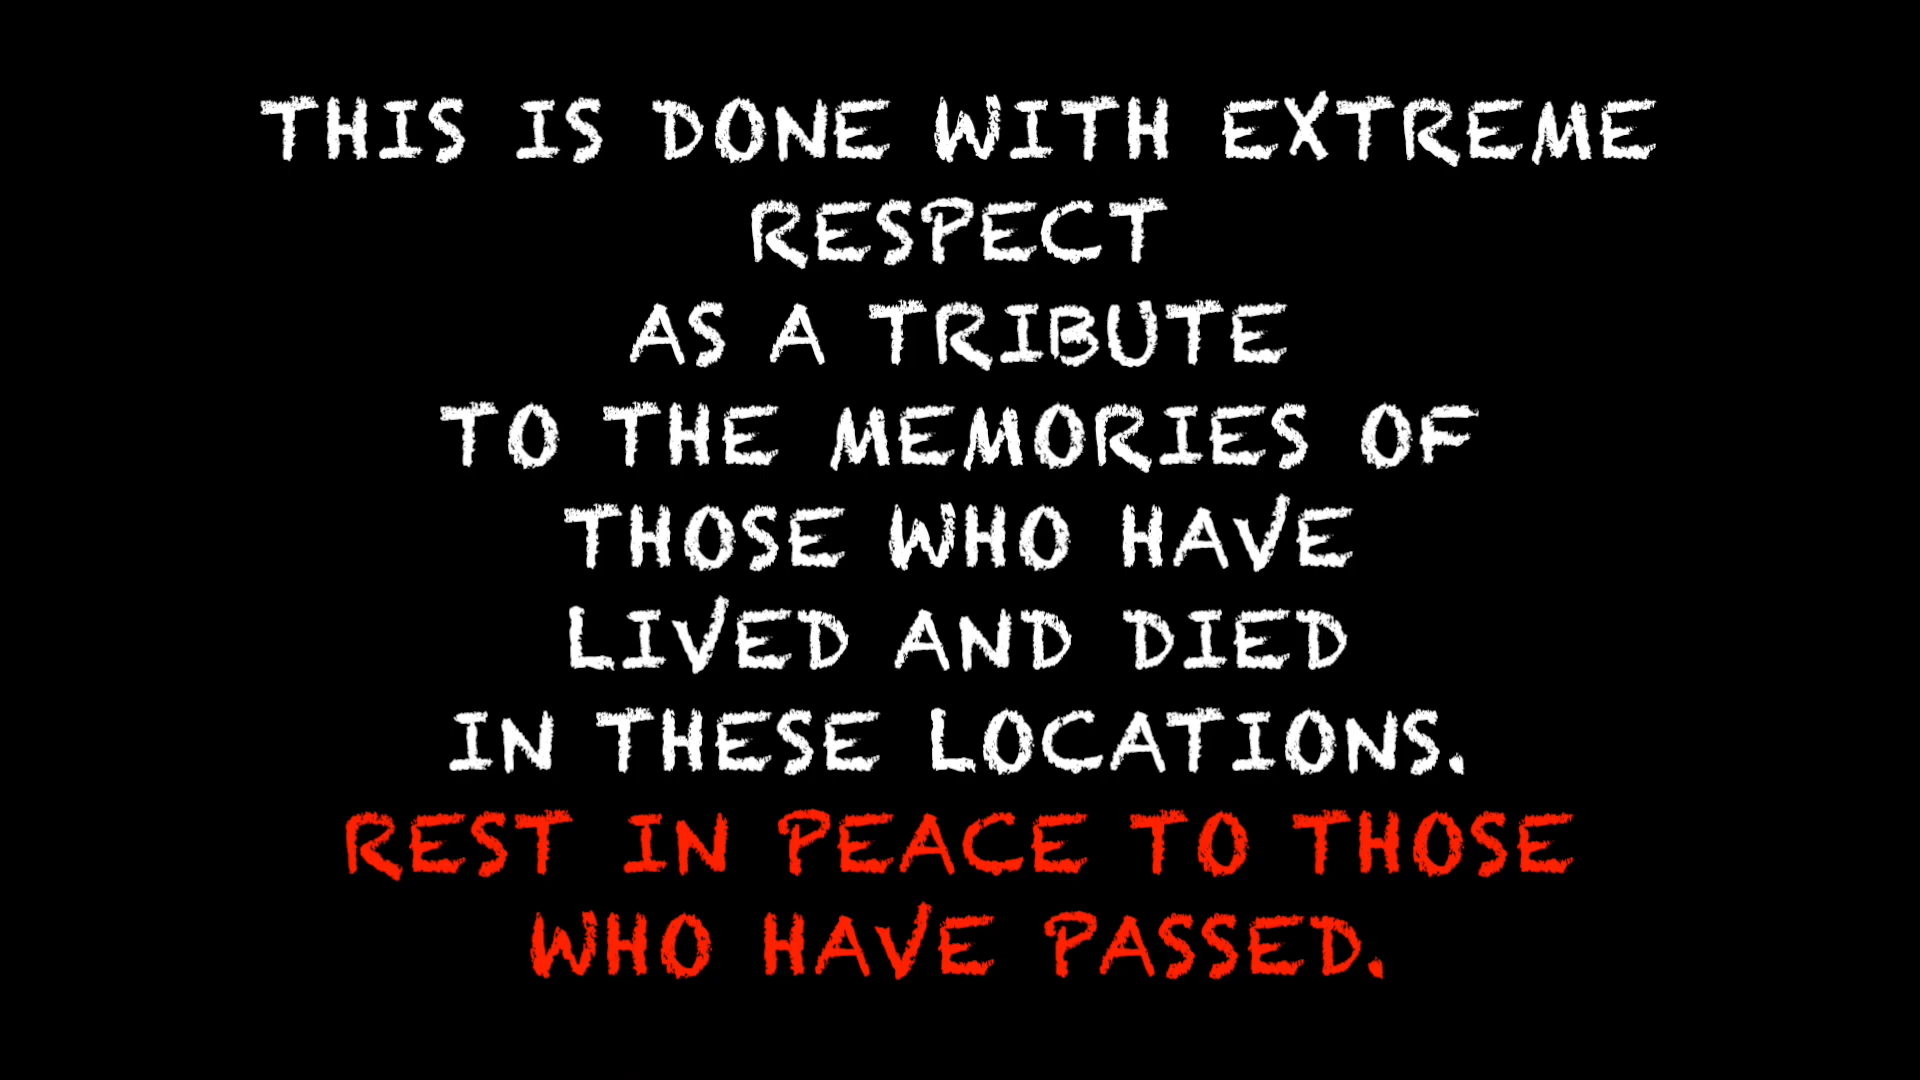 THIS IS DONE WITH EXTREME
RESPECT
AS A TRIBUTE
TO THE MEMORIES OF
THOSE WHO HAVE
LIVED AND DIED
IN THESE LOCATIONS.
REST IN PEACE TO THOSE
WHO HAVE PASSED.